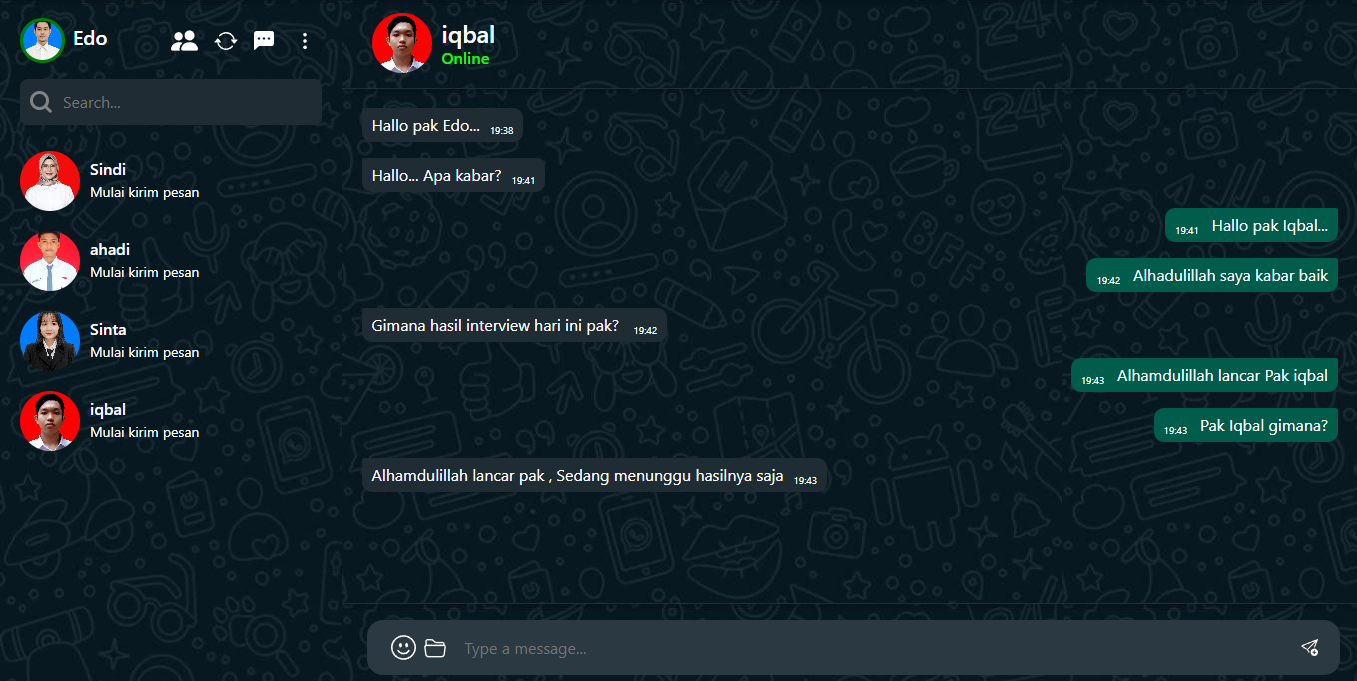 Edo
Search...
Sindi
Mulai kirim pesan
ahadi
Mulai kirim pesan
Sinta
Mulai kirim pesan
iqbal
Mulai kirim pesan
iqbal
Online
Hallo pak Edo... 19:38
Hallo... Apa kabar? 19:41
19:41 Hallo pak Iqbal...
19:42 Alhadulillah saya kabar baik
Gimana hasil interview hari ini pak? 19:42
19:43 Alhamdulillah lancar Pak iqbal
19:43 Pak Iqbal gimana?
Alhamdulillah lancar pak , Sedang menunggu hasilnya saja 19:43
Type a message...